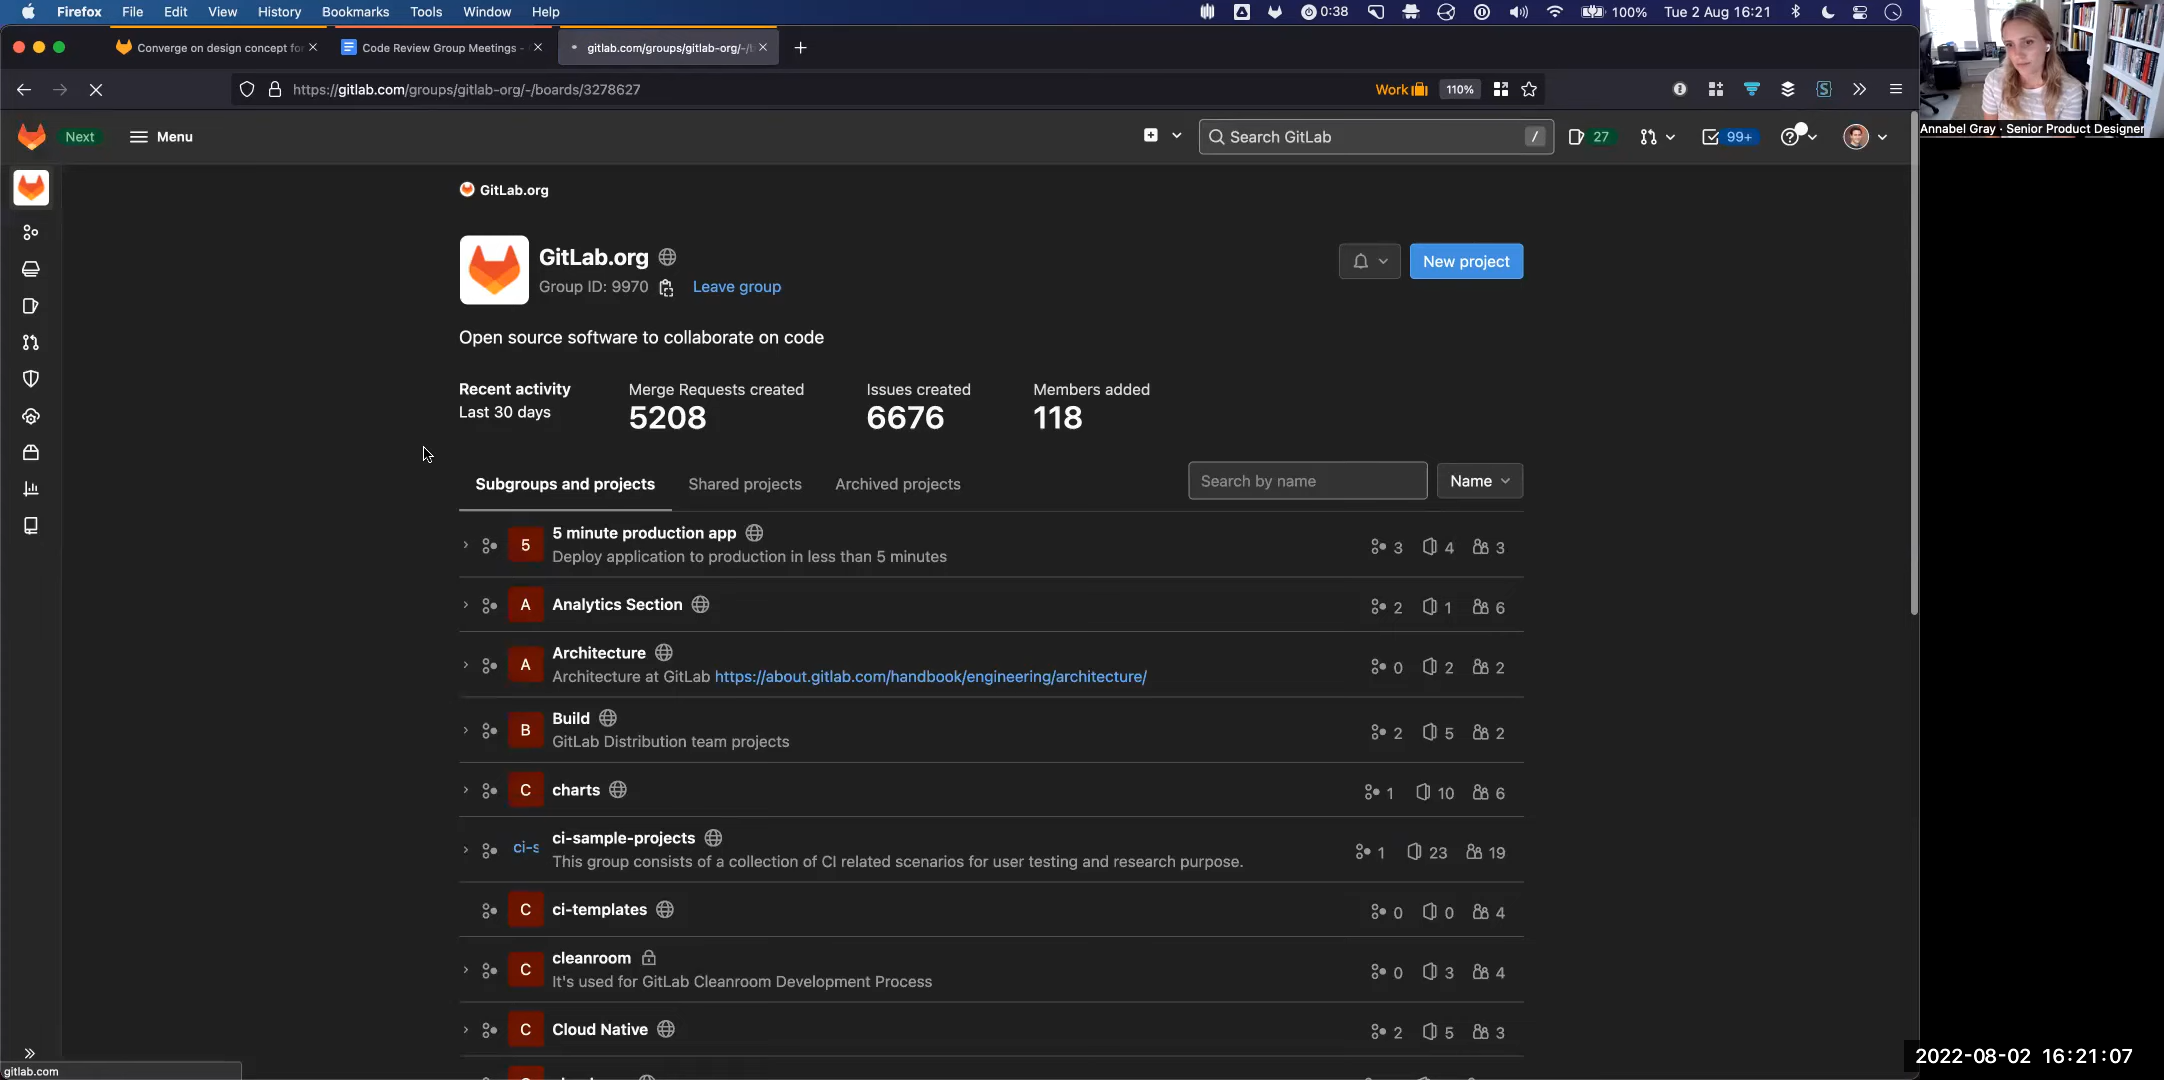 Firefox File Edit View History Bookmarks Tools Window Help 0:38 100% Tue 2 Aug 16:21
Converge on design concept fo
Code Review Group Meetings -
gitlab.com/groups/gitlab-org/-/b
https://gitlab.com/groups/gitlab-org/-/boards/3278627
Work 110%
Annabel Gray · Senior Product Designer
Next Menu
Search GitLab /
27 99+
GitLab.org
GitLab.org
Group ID: 9970 Leave group
New project
Open source software to collaborate on code
Recent activity Merge Requests created Issues created Members added
Last 30 days 5208 6676 118
Subgroups and projects Shared projects Archived projects
Search by name Name
5 5 minute production app 3 4 3
Deploy application to production in less than 5 minutes
A Analytics Section 2 1 6
A Architecture 0 2 2
Architecture at GitLab https://about.gitlab.com/handbook/engineering/architecture/
B Build 2 5 2
GitLab Distribution team projects
C charts 1 10 6
ci-s ci-sample-projects 1 23 19
This group consists of a collection of CI related scenarios for user testing and research purpose.
C ci-templates 0 0 4
C cleanroom 0 3 4
It's used for GitLab Cleanroom Development Process
C Cloud Native 2 5 3
gitlab.com
2022-08-02 16:21:07